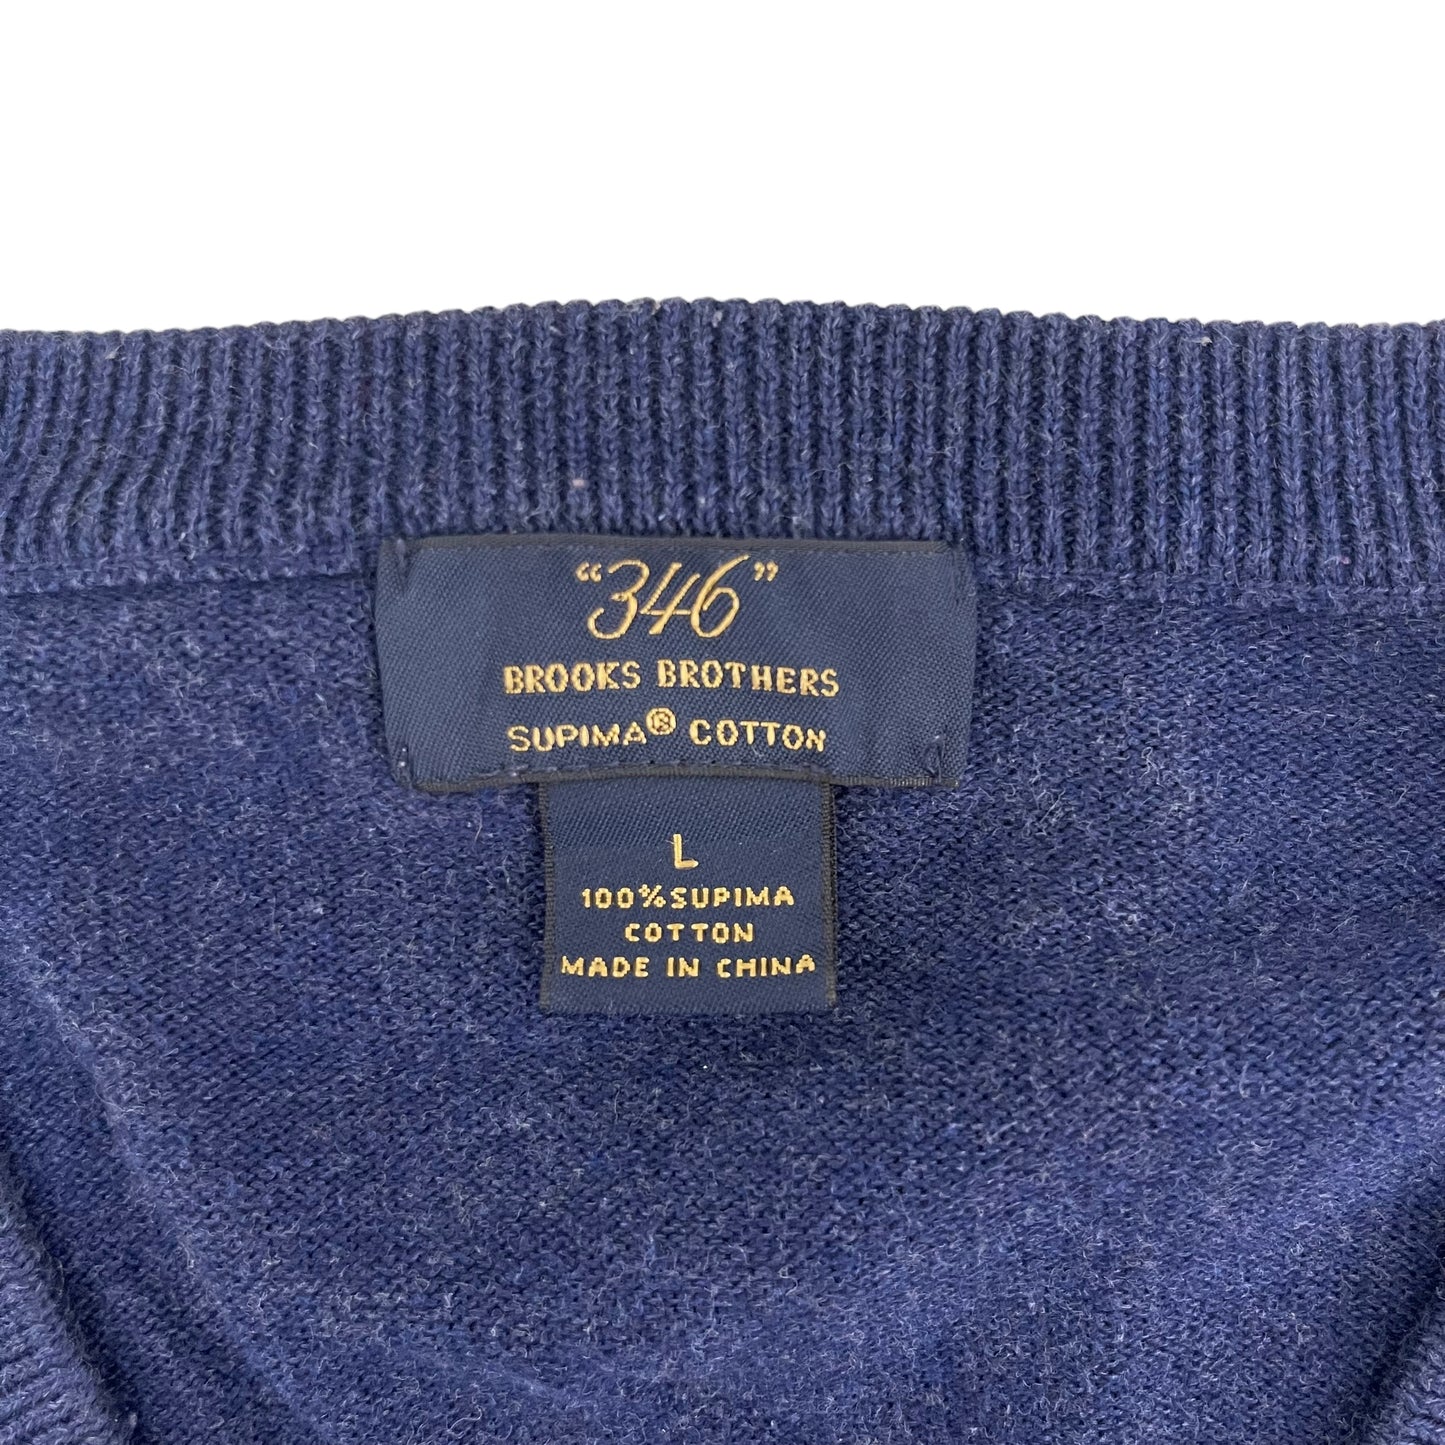 “346”
BROOKS BROTHERS
SUPIMA® COTTON
L
100% SUPIMA
COTTON
MADE IN CHINA